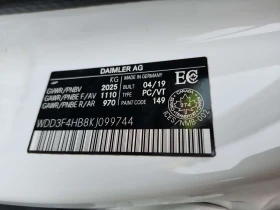 DAIMLER AG
MADE IN GERMANY
KG
GVWR/PNBV 2025
GAWR/PNBE F/AV 1110
GAWR/PNBE R/AR 970
BUILT 04/19
TYPE PC/VT
PAINT 149
EC
WDD3F4HB8KJ099744